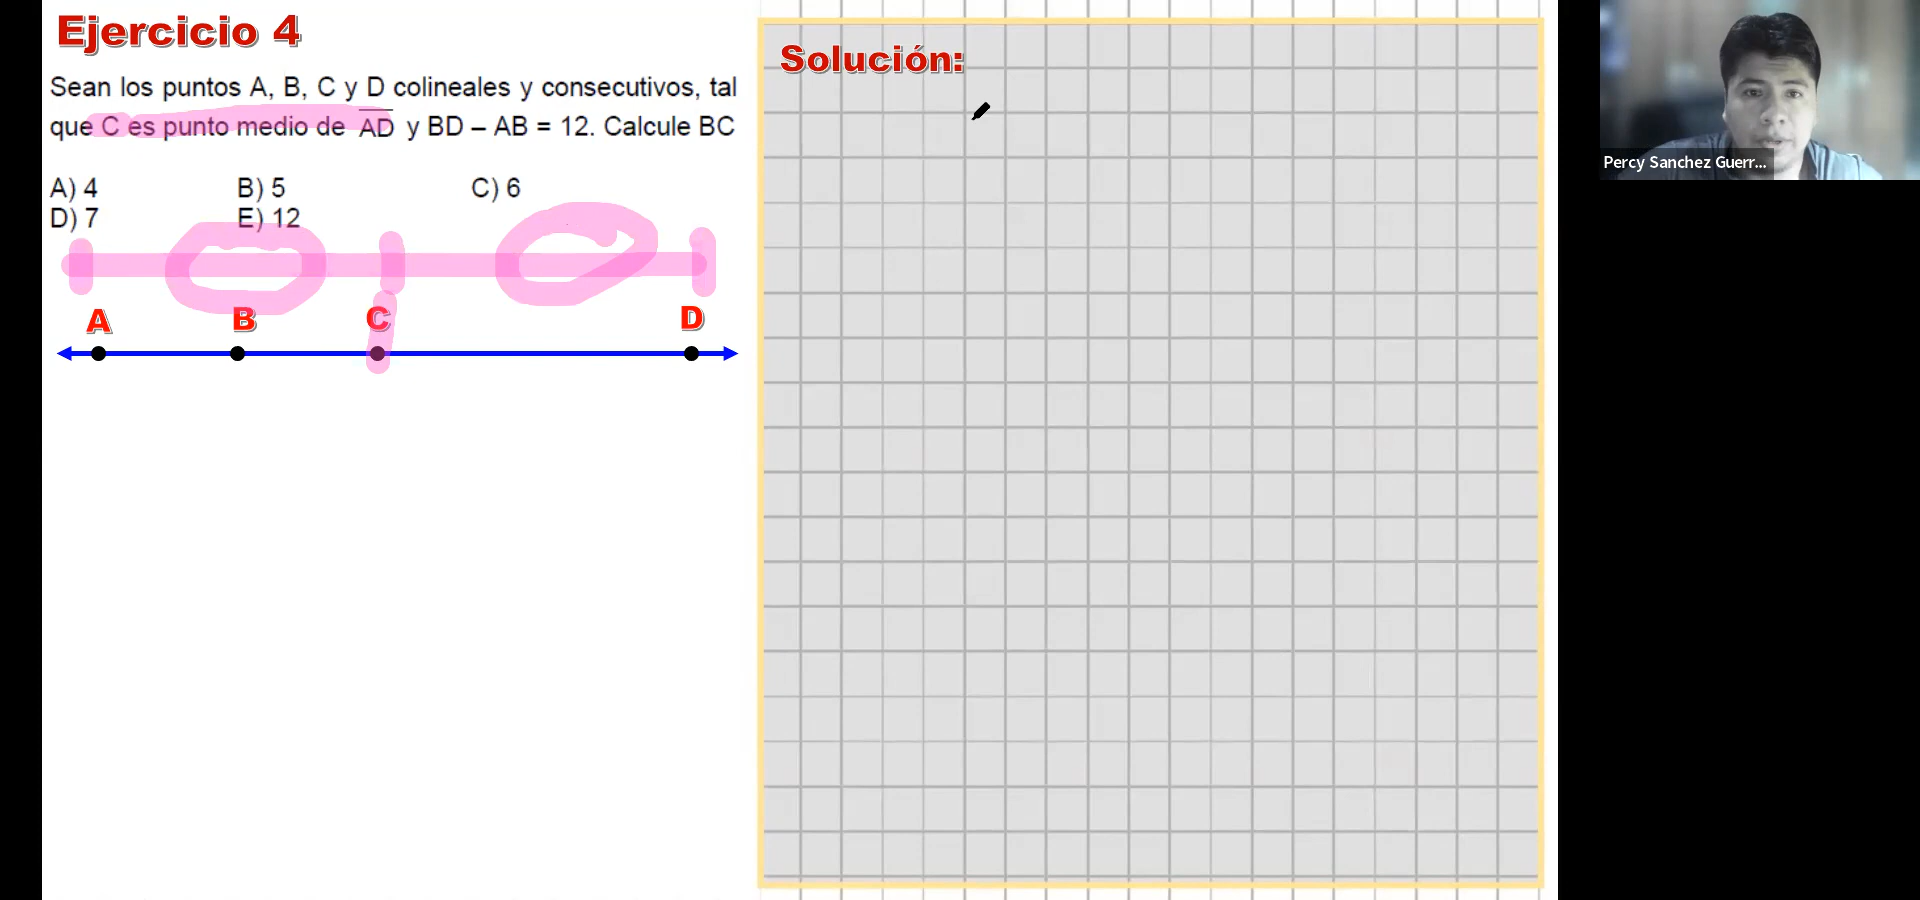 Ejercicio 4
Sean los puntos A, B, C y D colineales y consecutivos, tal
que C es punto medio de AD y BD – AB = 12. Calcule BC
A) 4 B) 5 C) 6
D) 7 E) 12
A B C D
Solución:
Percy Sanchez Guerr...